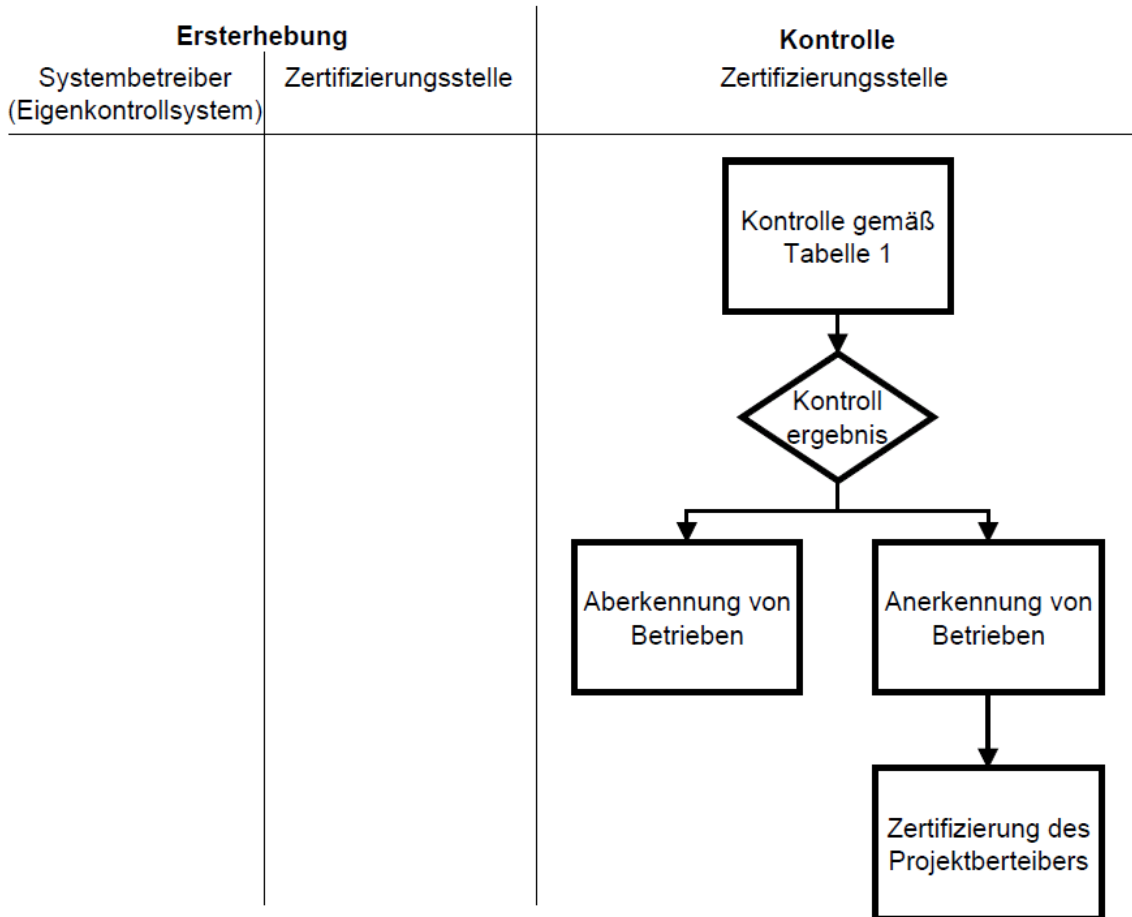 Ersterhebung
Kontrolle
Systembetreiber
(Eigenkontrollsystem)
Zertifizierungsstelle
Zertifizierungsstelle
Kontrolle gemäß
Tabelle 1
Kontroll
ergebnis
Aberkennung von
Betrieben
Anerkennung von
Betrieben
Zertifizierung des
Projektberteibers